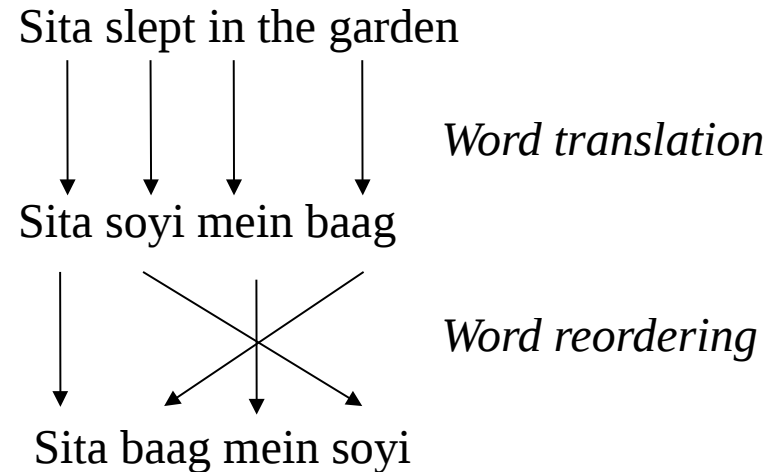 Sita slept in the garden
Word translation
Sita soyi mein baag
Word reordering
Sita baag mein soyi